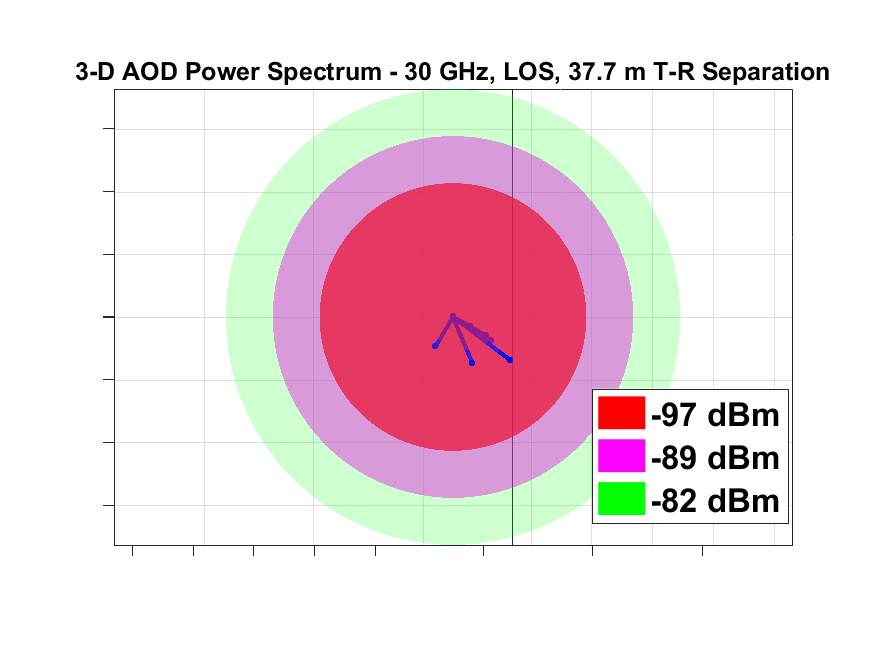 3-D AOD Power Spectrum - 30 GHz, LOS, 37.7 m T-R Separation
-97 dBm
-89 dBm
-82 dBm